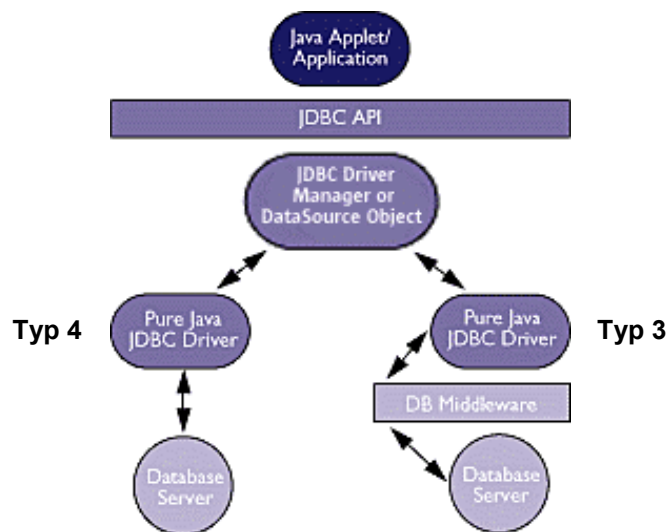 Java Applet/
Application
JDBC API
JDBC Driver
Manager or
DataSource Object
Typ 4
Pure Java
JDBC Driver
Pure Java
JDBC Driver
Typ 3
DB Middleware
Database
Server
Database
Server